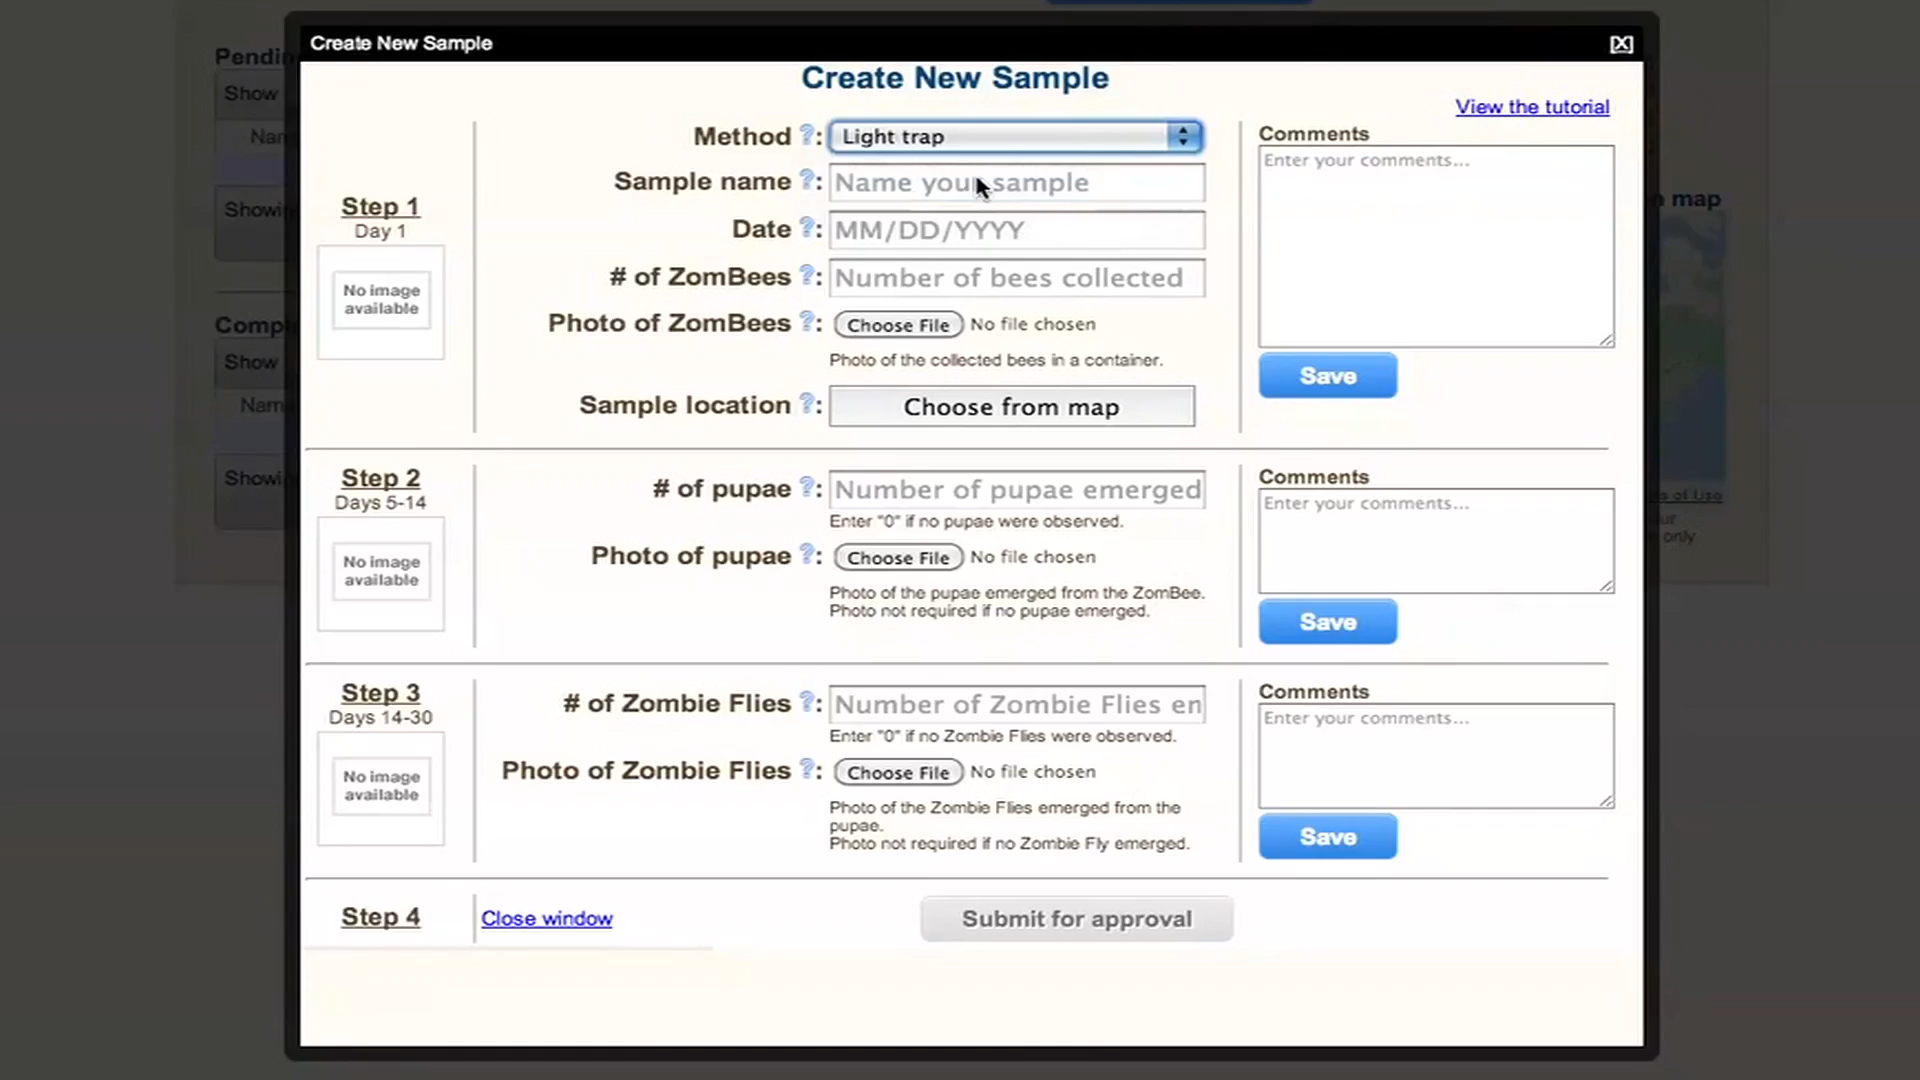 Create New Sample
[X]
Create New Sample
View the tutorial
Pendin
Show
Nam
Showin
Comp
Show
Name
Showin
n map
s of Use
ur
only
Step 1
Day 1
No image
available
Method ?:
Light trap
Sample name ?:
Name your sample
Date ?:
MM/DD/YYYY
# of ZomBees ?:
Number of bees collected
Photo of ZomBees ?:
Choose File No file chosen
Photo of the collected bees in a container.
Sample location ?:
Choose from map
Comments
Enter your comments...
Save
Step 2
Days 5-14
No image
available
# of pupae ?:
Number of pupae emerged
Enter "0" if no pupae were observed.
Photo of pupae ?:
Choose File No file chosen
Photo of the pupae emerged from the ZomBee.
Photo not required if no pupae emerged.
Comments
Enter your comments...
Save
Step 3
Days 14-30
No image
available
# of Zombie Flies ?:
Number of Zombie Flies en
Enter "0" if no Zombie Flies were observed.
Photo of Zombie Flies ?:
Choose File No file chosen
Photo of the Zombie Flies emerged from the
pupae.
Photo not required if no Zombie Fly emerged.
Comments
Enter your comments...
Save
Step 4
Close window
Submit for approval